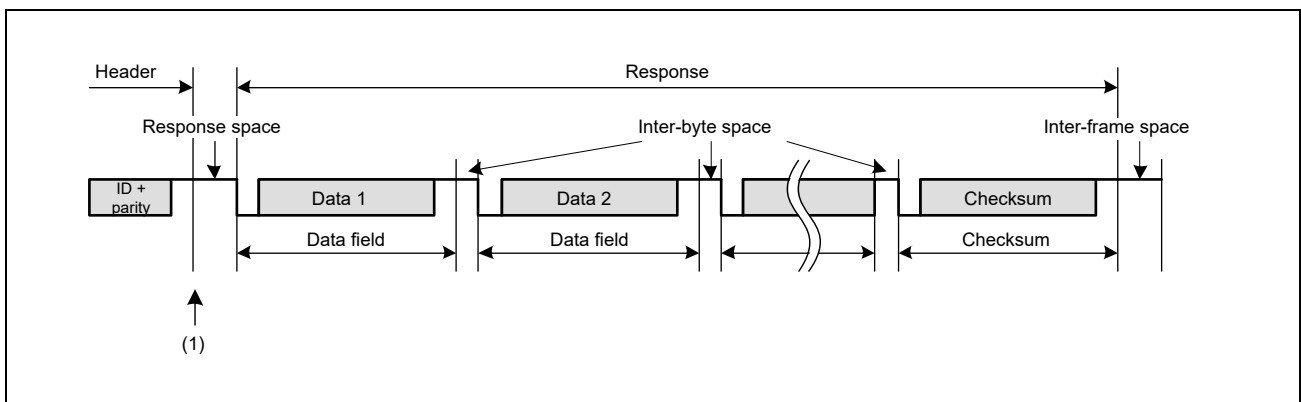 Header
Response
Response space
Inter-byte space
Inter-frame space
ID +
parity
Data 1
Data 2
Checksum
Data field
Data field
Checksum
(1)